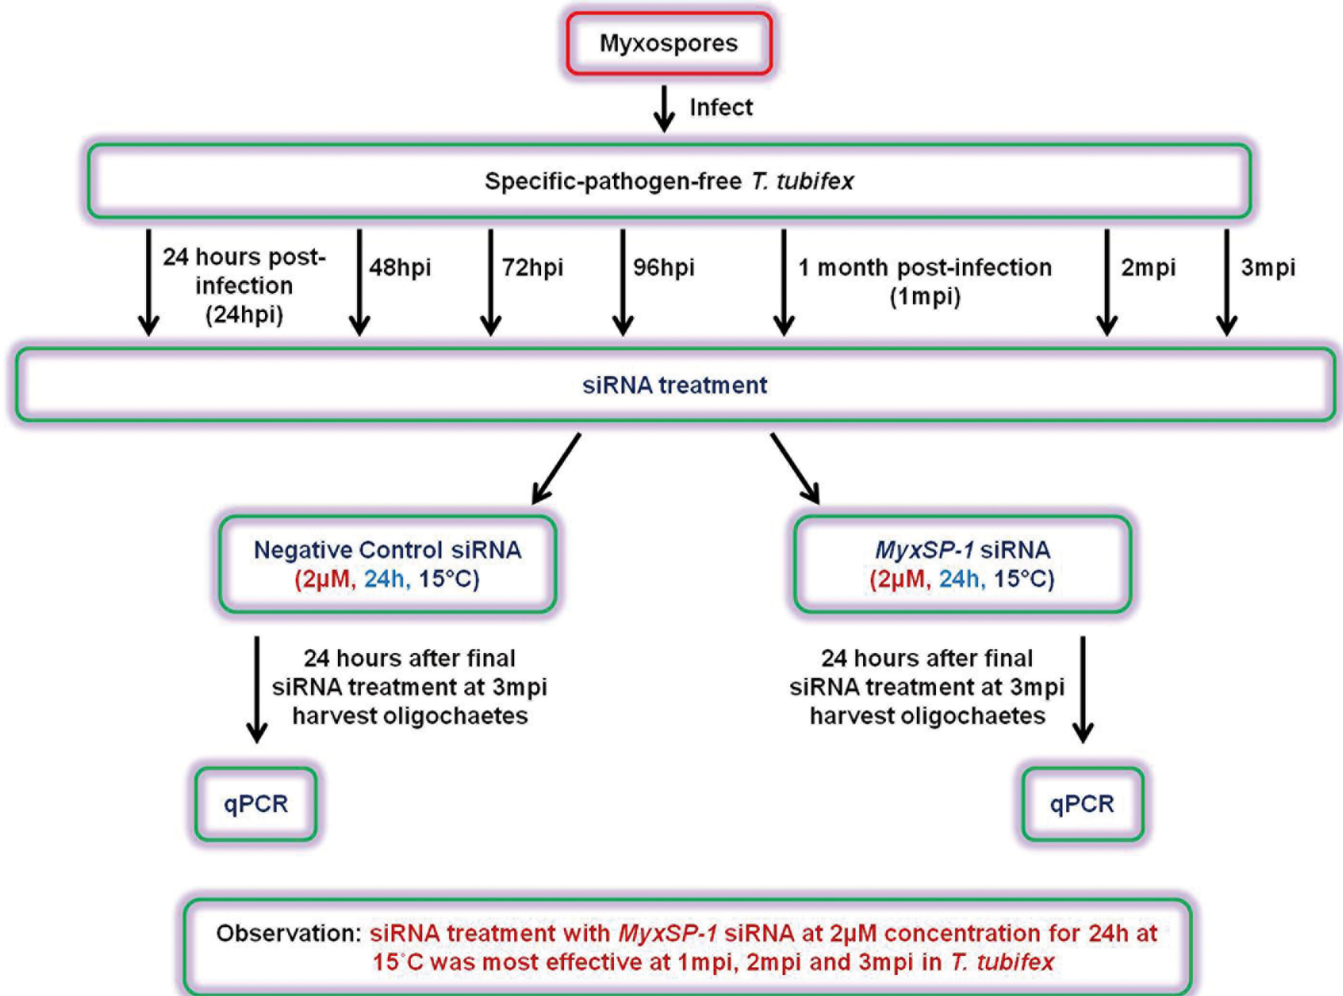 Myxospores
Infect
Specific-pathogen-free T. tubifex
24 hours post-
infection
(24hpi)
48hpi
72hpi
96hpi
1 month post-infection
(1mpi)
2mpi
3mpi
siRNA treatment
Negative Control siRNA
(2µM, 24h, 15°C)
MyxSP-1 siRNA
(2µM, 24h, 15°C)
24 hours after final
siRNA treatment at 3mpi
harvest oligochaetes
24 hours after final
siRNA treatment at 3mpi
harvest oligochaetes
qPCR
qPCR
Observation: siRNA treatment with MyxSP-1 siRNA at 2µM concentration for 24h at
15°C was most effective at 1mpi, 2mpi and 3mpi in T. tubifex